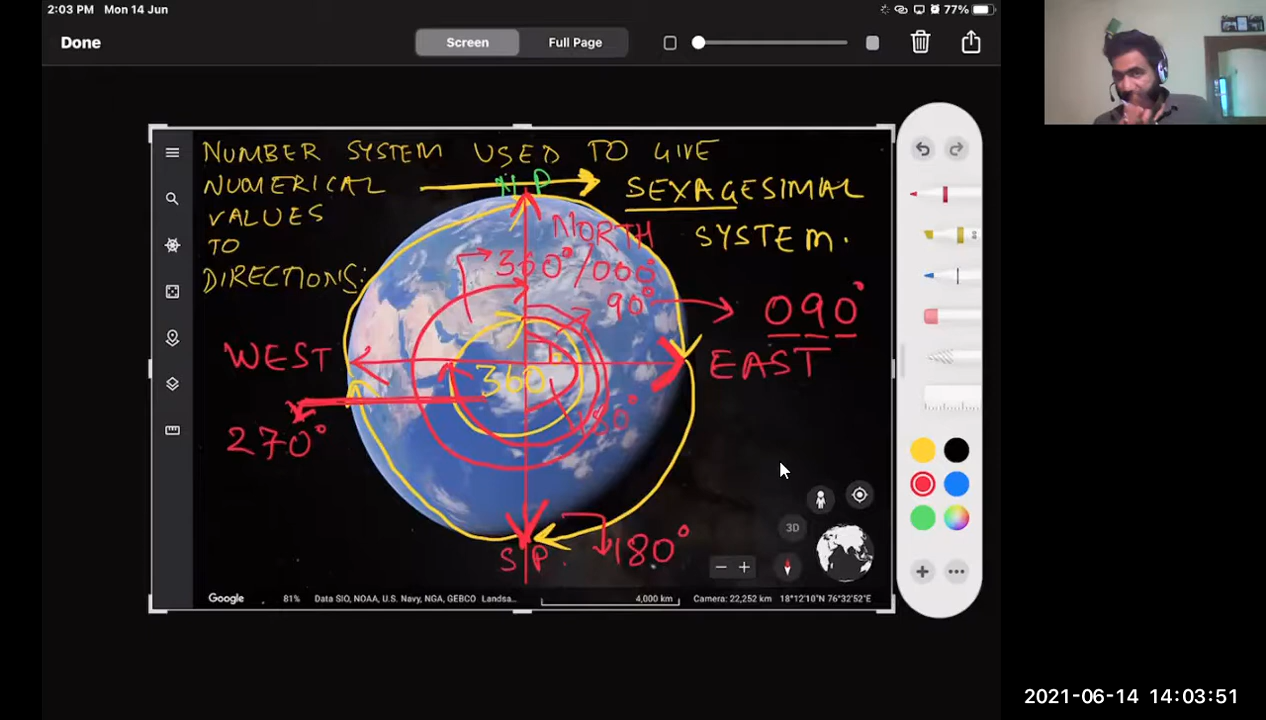 2:03 PM Mon 14 Jun
77%
Done
Screen
Full Page
NUMBER SYSTEM USED TO GIVE
NUMERICAL
VALUES
TO
DIRECTIONS:
SEXAGESIMAL
SYSTEM.
N P
NORTH
360°/000°
90°
090°
EAST
WEST
360
180°
270°
S P.
180°
3D
Google
81%
Data SIO, NOAA, U.S. Navy, NGA, GEBCO Landsa...
4,000 km
Camera: 22,252 km
18°12'10"N 76°32'52"E
2021-06-14 14:03:51